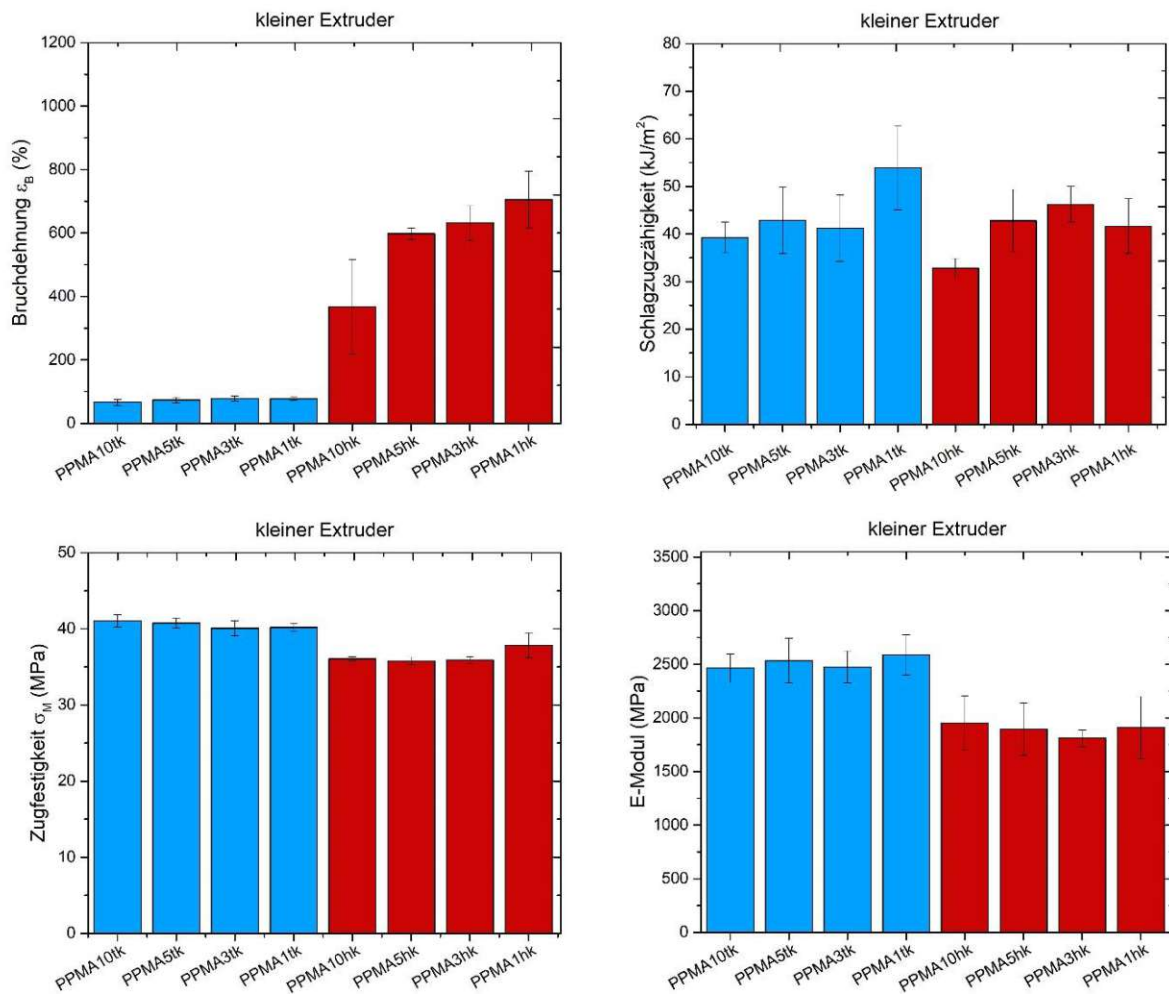 kleiner Extruder
Bruchdehnung ε_B (%)
1200
1000
800
600
400
200
0
PPMA10tk
PPMA5tk
PPMA3tk
PPMA1tk
PPMA10hk
PPMA5hk
PPMA3hk
PPMA1hk
kleiner Extruder
Schlagzugzähigkeit (kJ/m²)
80
70
60
50
40
30
20
10
0
PPMA10tk
PPMA5tk
PPMA3tk
PPMA1tk
PPMA10hk
PPMA5hk
PPMA3hk
PPMA1hk
kleiner Extruder
Zugfestigkeit σ_M (MPa)
50
40
30
20
10
0
PPMA10tk
PPMA5tk
PPMA3tk
PPMA1tk
PPMA10hk
PPMA5hk
PPMA3hk
PPMA1hk
kleiner Extruder
E-Modul (MPa)
3500
3000
2500
2000
1500
1000
500
0
PPMA10tk
PPMA5tk
PPMA3tk
PPMA1tk
PPMA10hk
PPMA5hk
PPMA3hk
PPMA1hk